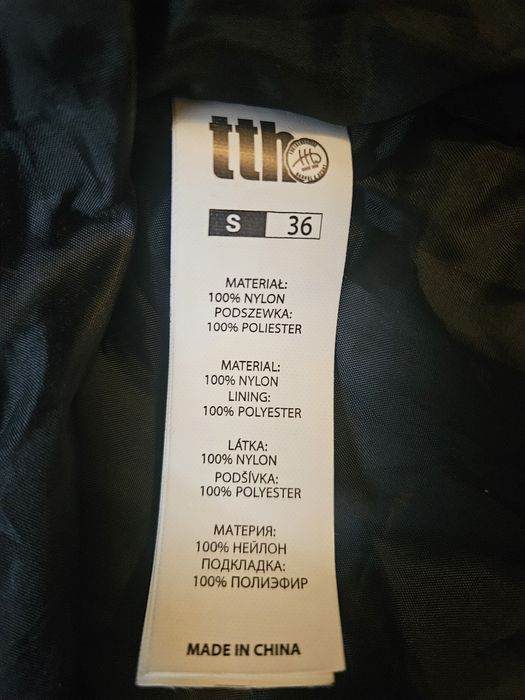 tth
S 36
MATERIAŁ:
100% NYLON
PODSZEWKA:
100% POLIESTER
MATERIAL:
100% NYLON
LINING:
100% POLYESTER
LÁTKA:
100% NYLON
PODŠÍVKA:
100% POLYESTER
МАТЕРИЯ:
100% НЕЙЛОН
ПОДКЛАДКА:
100% ПОЛИЭФИР
MADE IN CHINA